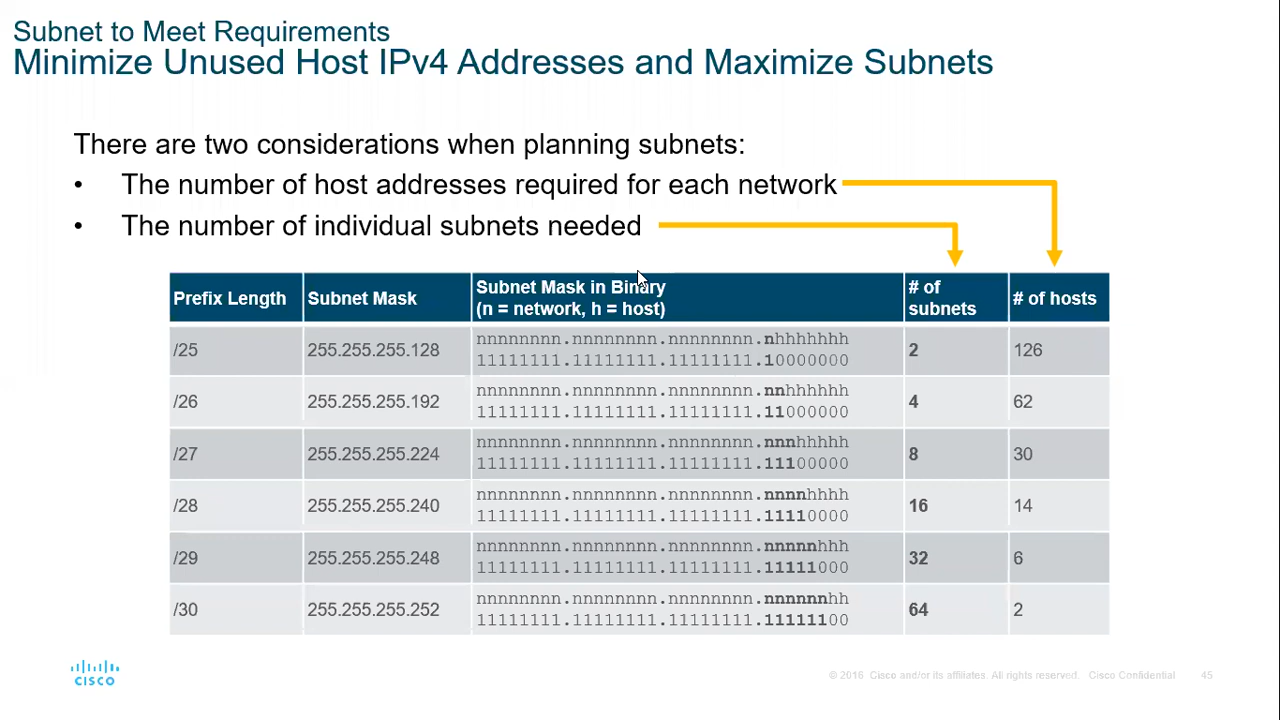 Subnet to Meet Requirements
Minimize Unused Host IPv4 Addresses and Maximize Subnets
There are two considerations when planning subnets:
• The number of host addresses required for each network
• The number of individual subnets needed
Prefix Length Subnet Mask Subnet Mask in Binary (n = network, h = host) # of subnets # of hosts
/25 255.255.255.128 nnnnnnnn.nnnnnnnn.nnnnnnnn.nhhhhhhh 2 126
11111111.11111111.11111111.10000000
/26 255.255.255.192 nnnnnnnn.nnnnnnnn.nnnnnnnn.nnhhhhhh 4 62
11111111.11111111.11111111.11000000
/27 255.255.255.224 nnnnnnnn.nnnnnnnn.nnnnnnnn.nnnhhhhh 8 30
11111111.11111111.11111111.11100000
/28 255.255.255.240 nnnnnnnn.nnnnnnnn.nnnnnnnn.nnnnhhhh 16 14
11111111.11111111.11111111.11110000
/29 255.255.255.248 nnnnnnnn.nnnnnnnn.nnnnnnnn.nnnnnhhh 32 6
11111111.11111111.11111111.11111000
/30 255.255.255.252 nnnnnnnn.nnnnnnnn.nnnnnnnn.nnnnnnhh 64 2
11111111.11111111.11111111.11111100
CISCO
© 2016 Cisco and/or its affiliates. All rights reserved. Cisco Confidential 45